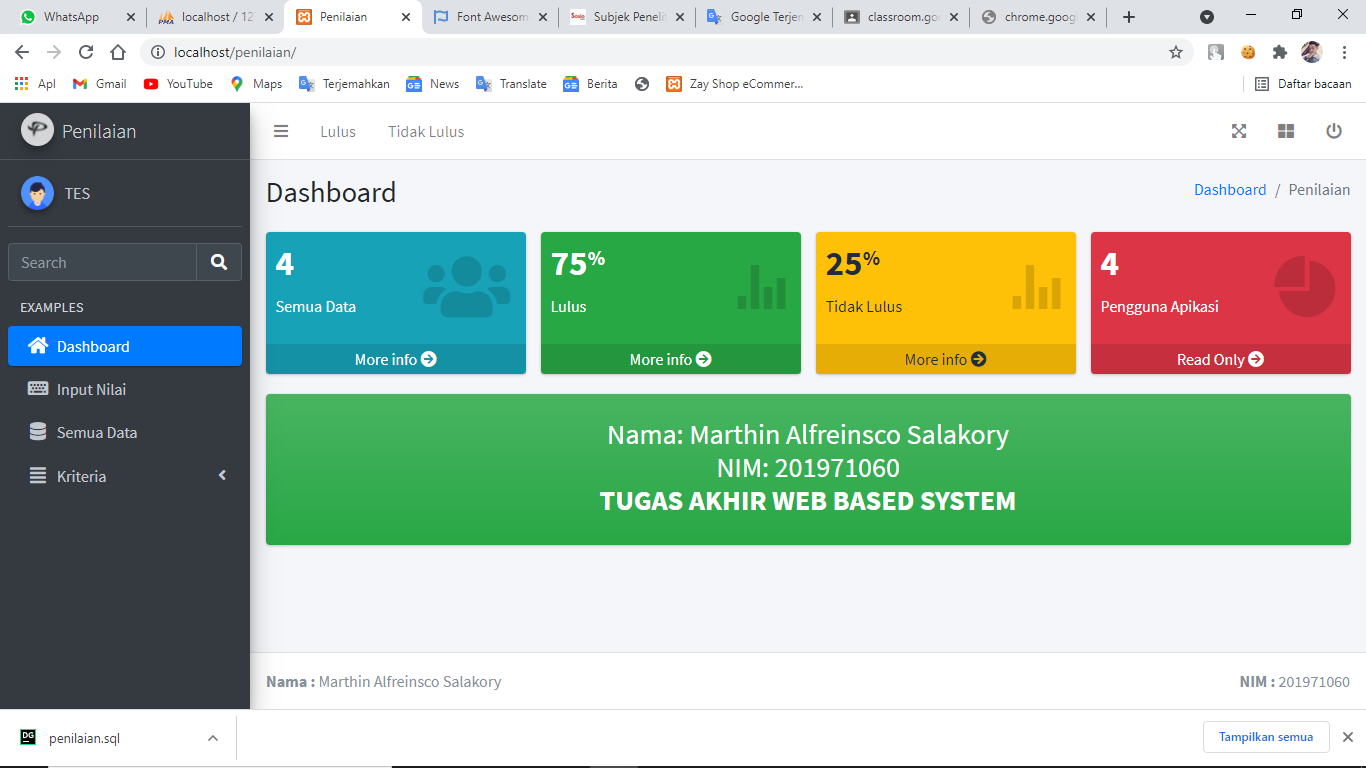 WhatsApp
localhost / 12
Penilaian
Font Awesom
Subjek Peneli
Google Terjem
classroom.goo
chrome.goog
localhost/penilaian/
Apl
Gmail
YouTube
Maps
Terjemahkan
News
Translate
Berita
Zay Shop eCommer...
Daftar bacaan
Penilaian
Lulus
Tidak Lulus
TES
Search
EXAMPLES
Dashboard
Input Nilai
Semua Data
Kriteria
Dashboard
Dashboard / Penilaian
4
Semua Data
More info
75%
Lulus
More info
25%
Tidak Lulus
More info
4
Pengguna Apikasi
Read Only
Nama: Marthin Alfreinsco Salakory
NIM: 201971060
TUGAS AKHIR WEB BASED SYSTEM
Nama : Marthin Alfreinsco Salakory
NIM : 201971060
DG
penilaian.sql
Tampilkan semua